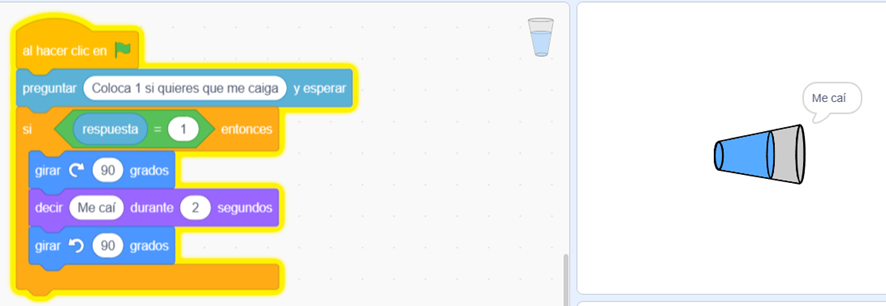 al hacer clic en
preguntar Coloca 1 si quieres que me caiga y esperar
si respuesta = 1 entonces
girar 90 grados
decir Me caí durante 2 segundos
girar 90 grados
Me caí